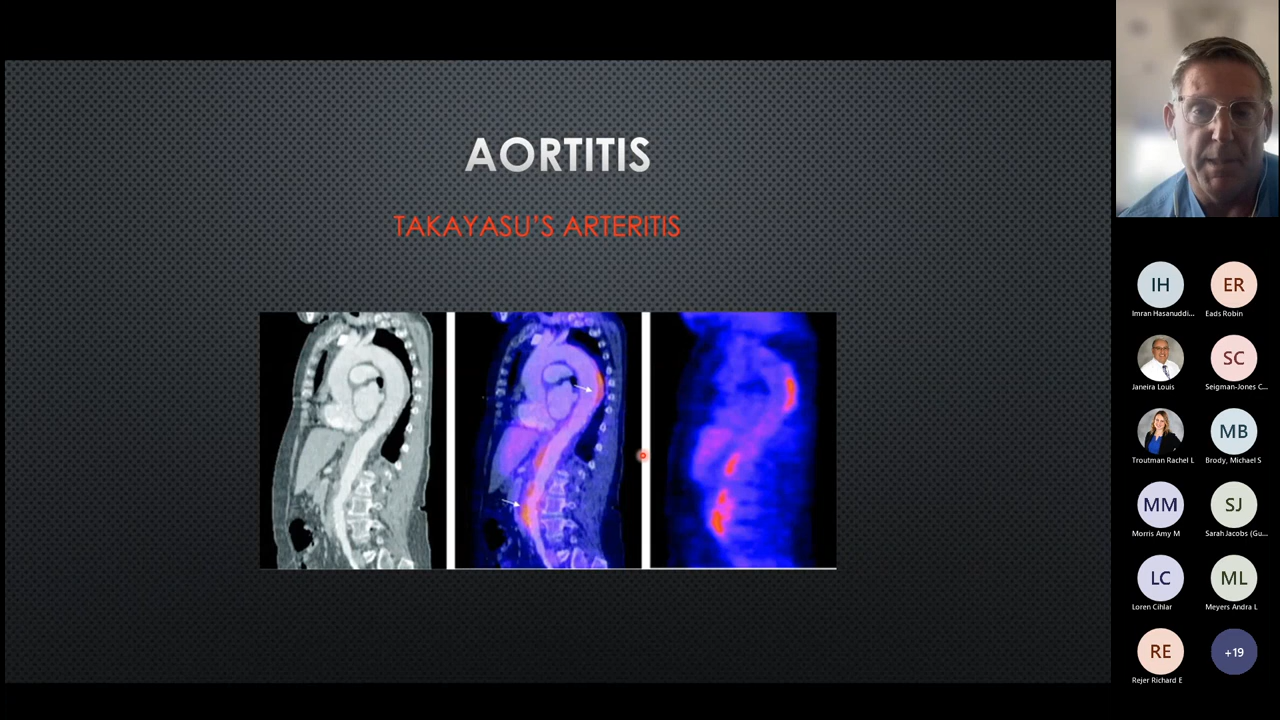 AORTITIS
TAKAYASU'S ARTERITIS
IH
Imran Hasanuddi...
ER
Eads Robin
Janeira Louis
SC
Seigman-Jones C...
Troutman Rachel L
MB
Brody, Michael S
MM
Morris Amy M
SJ
Sarah Jacobs (Gu...
LC
Loren Cihlar
ML
Meyers Andra L
RE
Rejer Richard E
+19